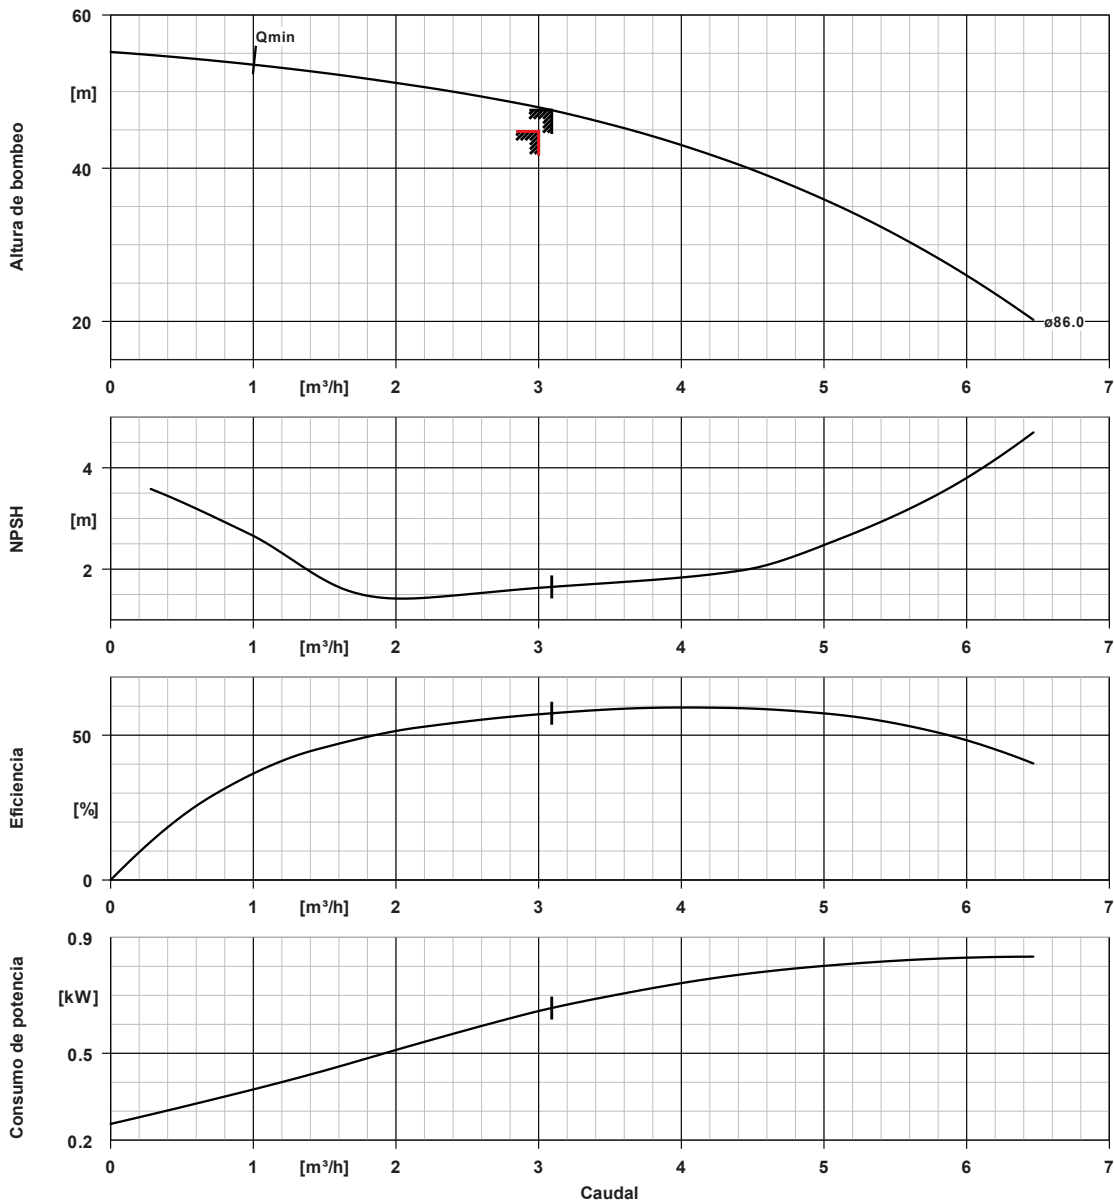 60
Qmin
[m]
40
Altura de bombeo
20
ø86.0
0 1 [m³/h] 2 3 4 5 6 7
4
[m]
NPSH
2
0 1 [m³/h] 2 3 4 5 6 7
50
Eficiencia
[%]
0
0 1 [m³/h] 2 3 4 5 6 7
0.9
[kW]
Consumo de potencia
0.5
0.2
0 1 [m³/h] 2 3 4 5 6 7
Caudal